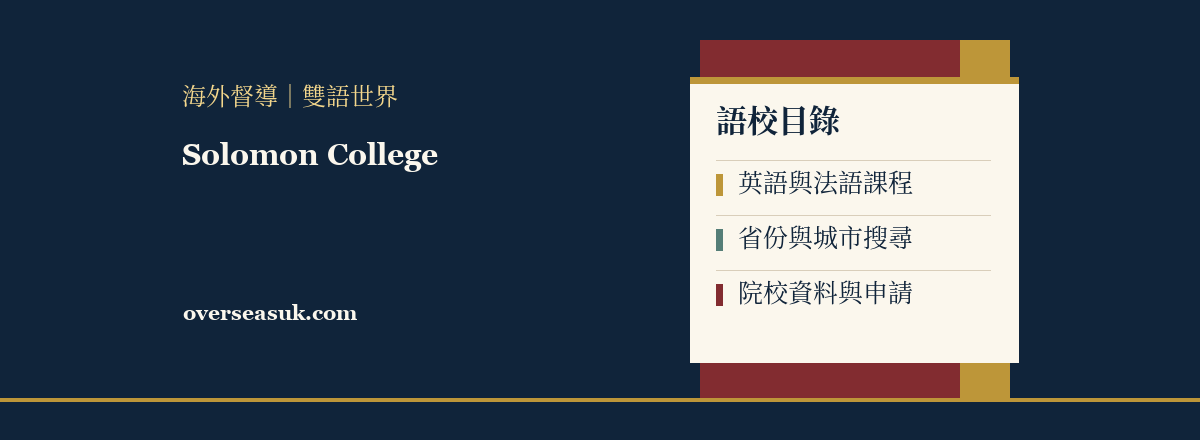 海外督導｜雙語世界
Solomon College
overseasuk.com
語校目錄
英語與法語課程
省份與城市搜尋
院校資料與申請